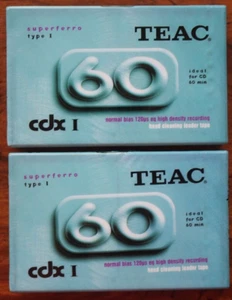 superferro
type I
TEAC
60
ideal
for CD
60 min
cdx I
normal bias 120µs eq high density recording
head cleaning leader tape
superferro
type I
TEAC
60
ideal
for CD
60 min
cdx I
normal bias 120µs eq high density recording
head cleaning leader tape